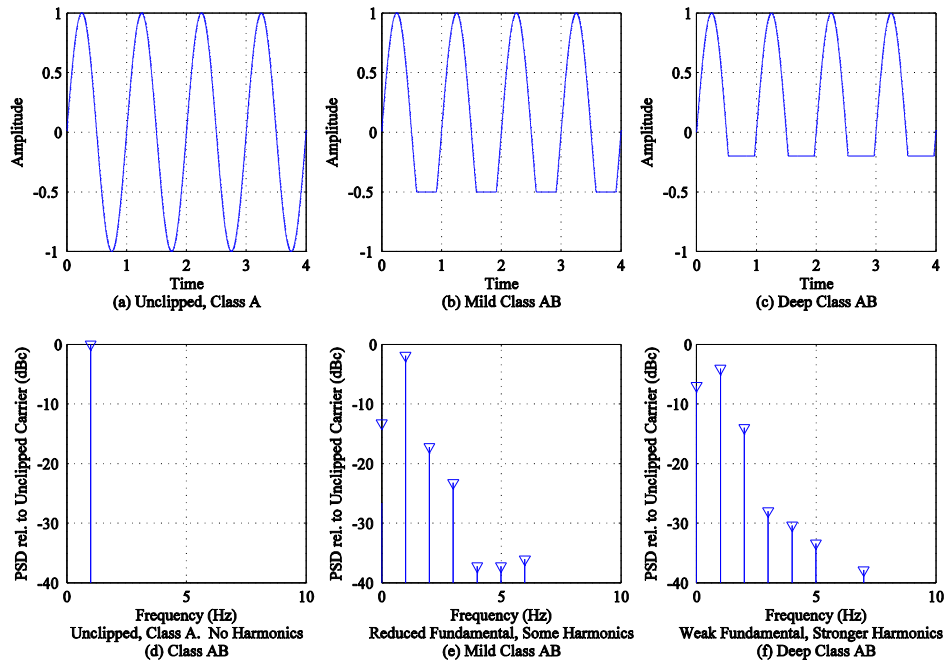 1
0.5
0
-0.5
-1
Amplitude
0 1 2 3 4
Time
(a) Unclipped, Class A
1
0.5
0
-0.5
-1
Amplitude
0 1 2 3 4
Time
(b) Mild Class AB
1
0.5
0
-0.5
-1
Amplitude
0 1 2 3 4
Time
(c) Deep Class AB
0
-10
-20
-30
-40
PSD rel. to Unclipped Carrier (dBc)
0 5 10
Frequency (Hz)
Unclipped, Class A. No Harmonics
(d) Class AB
0
-10
-20
-30
-40
PSD rel. to Unclipped Carrier (dBc)
0 5 10
Frequency (Hz)
Reduced Fundamental, Some Harmonics
(e) Mild Class AB
0
-10
-20
-30
-40
PSD rel. to Unclipped Carrier (dBc)
0 5 10
Frequency (Hz)
Weak Fundamental, Stronger Harmonics
(f) Deep Class AB